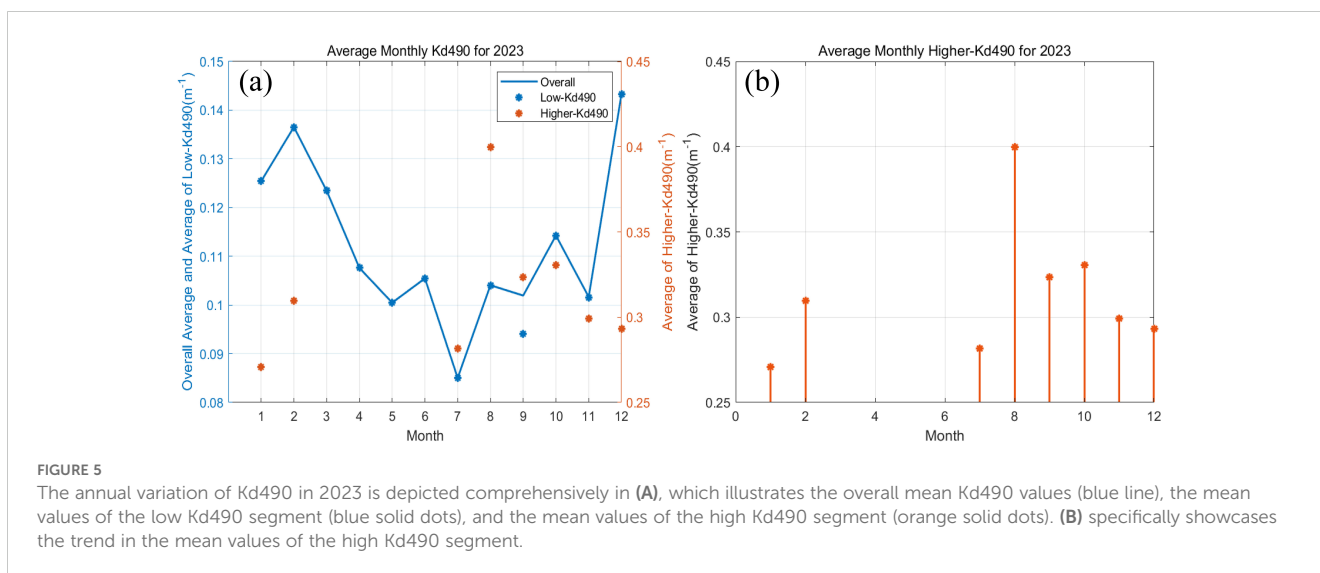 Average Monthly Kd490 for 2023
(a)
Overall
Low-Kd490
Higher-Kd490
Overall Average and Average of Low-Kd490(m⁻¹)
0.15
0.14
0.13
0.12
0.11
0.1
0.09
0.08
0.45
0.4
0.35
0.3
0.25
Average of Higher-Kd490(m⁻¹)
1 2 3 4 5 6 7 8 9 10 11 12
Month
Average Monthly Higher-Kd490 for 2023
(b)
Average of Higher-Kd490(m⁻¹)
0.45
0.4
0.35
0.3
0.25
0 2 4 6 8 10 12
Month
FIGURE 5
The annual variation of Kd490 in 2023 is depicted comprehensively in (A), which illustrates the overall mean Kd490 values (blue line), the mean
values of the low Kd490 segment (blue solid dots), and the mean values of the high Kd490 segment (orange solid dots). (B) specifically showcases
the trend in the mean values of the high Kd490 segment.